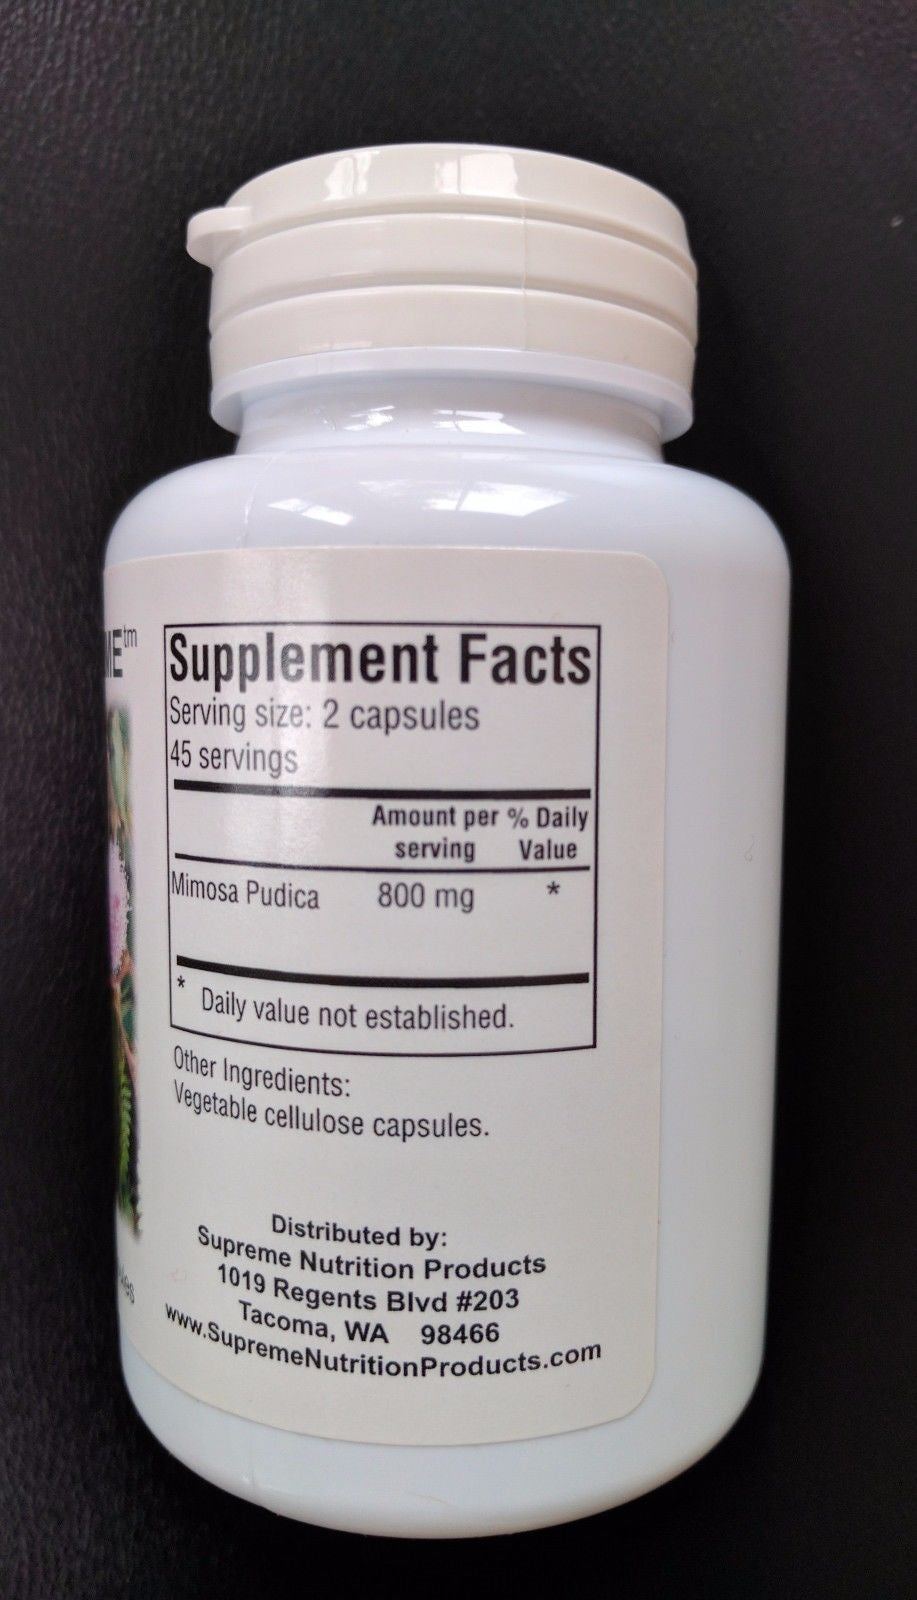 Supplement Facts
Serving size: 2 capsules
45 servings
Amount per % Daily
serving Value
Mimosa Pudica 800 mg *
* Daily value not established.
Other Ingredients:
Vegetable cellulose capsules.
Distributed by:
Supreme Nutrition Products
1019 Regents Blvd #203
Tacoma, WA 98466
www.SupremeNutritionProducts.com